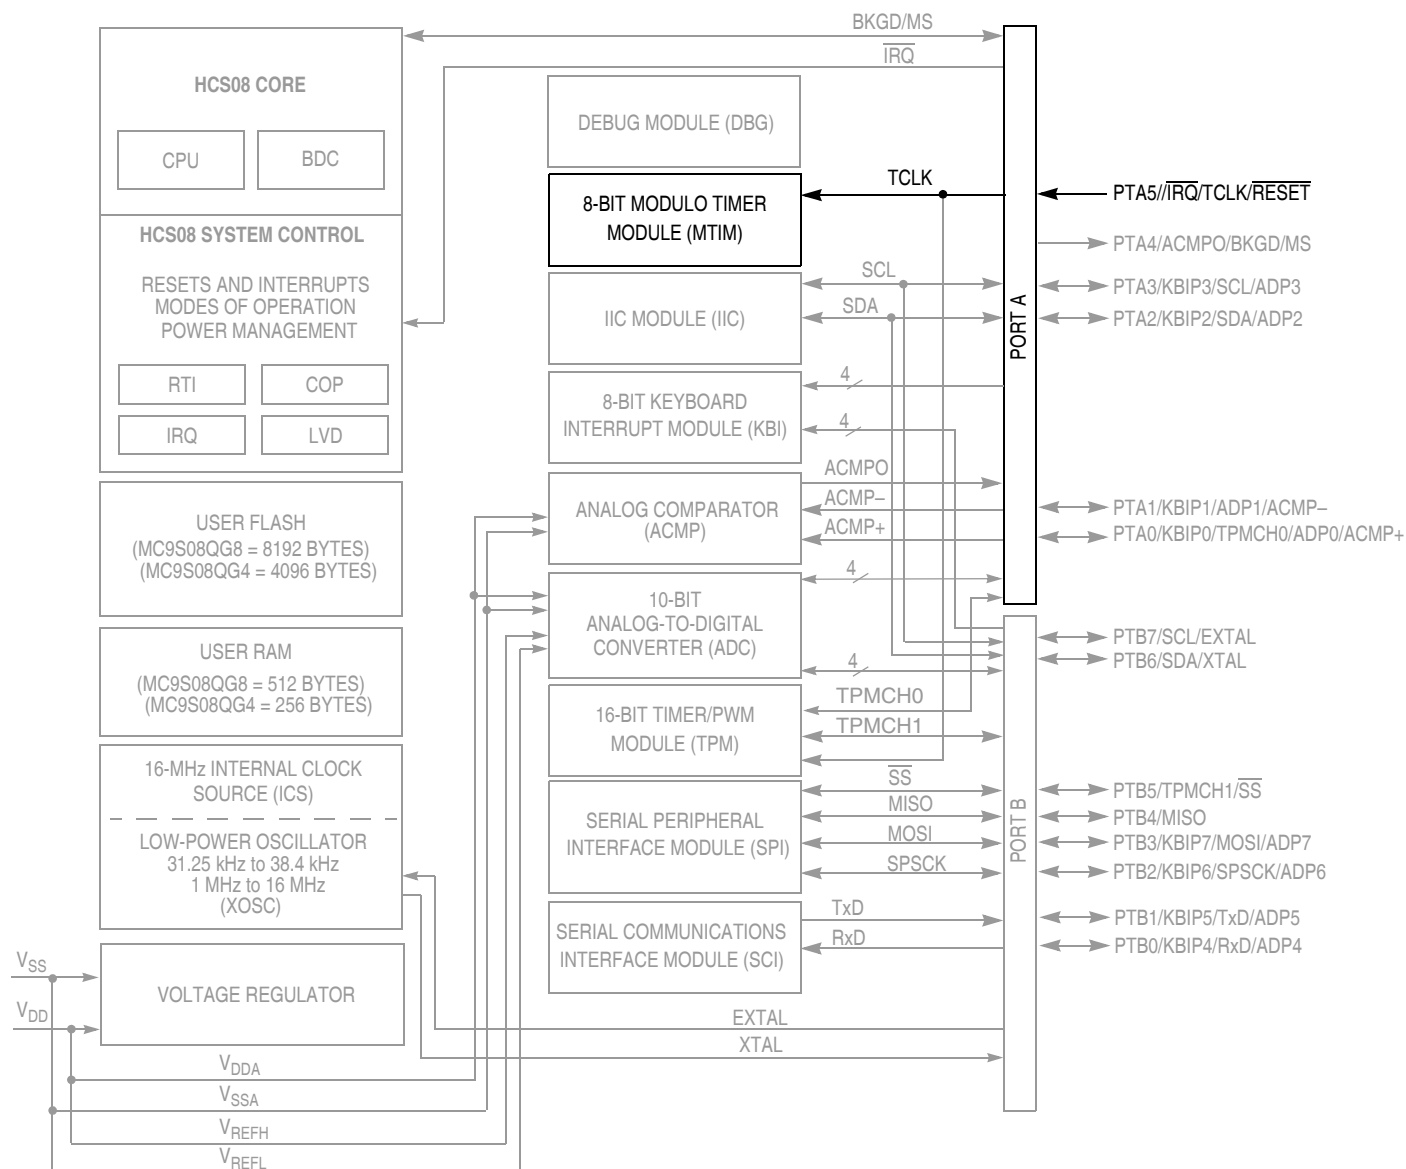 BKGD/MS
IRQ
HCS08 CORE
CPU
BDC
HCS08 SYSTEM CONTROL
RESETS AND INTERRUPTS
MODES OF OPERATION
POWER MANAGEMENT
RTI
COP
IRQ
LVD
USER FLASH
(MC9S08QG8 = 8192 BYTES)
(MC9S08QG4 = 4096 BYTES)
USER RAM
(MC9S08QG8 = 512 BYTES)
(MC9S08QG4 = 256 BYTES)
16-MHz INTERNAL CLOCK
SOURCE (ICS)
LOW-POWER OSCILLATOR
31.25 kHz to 38.4 kHz
1 MHz to 16 MHz
(XOSC)
VSS
VDD
VOLTAGE REGULATOR
VDDA
VSSA
VREFH
VREFL
DEBUG MODULE (DBG)
8-BIT MODULO TIMER
MODULE (MTIM)
IIC MODULE (IIC)
8-BIT KEYBOARD
INTERRUPT MODULE (KBI)
ANALOG COMPARATOR
(ACMP)
10-BIT
ANALOG-TO-DIGITAL
CONVERTER (ADC)
16-BIT TIMER/PWM
MODULE (TPM)
SERIAL PERIPHERAL
INTERFACE MODULE (SPI)
SERIAL COMMUNICATIONS
INTERFACE MODULE (SCI)
TCLK
SCL
SDA
4
4
ACMPO
ACMP–
ACMP+
4
4
TPMCH0
TPMCH1
SS
MISO
MOSI
SPSCK
TxD
RxD
EXTAL
XTAL
PORT A
PORT B
PTA5//IRQ/TCLK/RESET
PTA4/ACMPO/BKGD/MS
PTA3/KBIP3/SCL/ADP3
PTA2/KBIP2/SDA/ADP2
PTA1/KBIP1/ADP1/ACMP–
PTA0/KBIP0/TPMCH0/ADP0/ACMP+
PTB7/SCL/EXTAL
PTB6/SDA/XTAL
PTB5/TPMCH1/SS
PTB4/MISO
PTB3/KBIP7/MOSI/ADP7
PTB2/KBIP6/SPSCK/ADP6
PTB1/KBIP5/TxD/ADP5
PTB0/KBIP4/RxD/ADP4